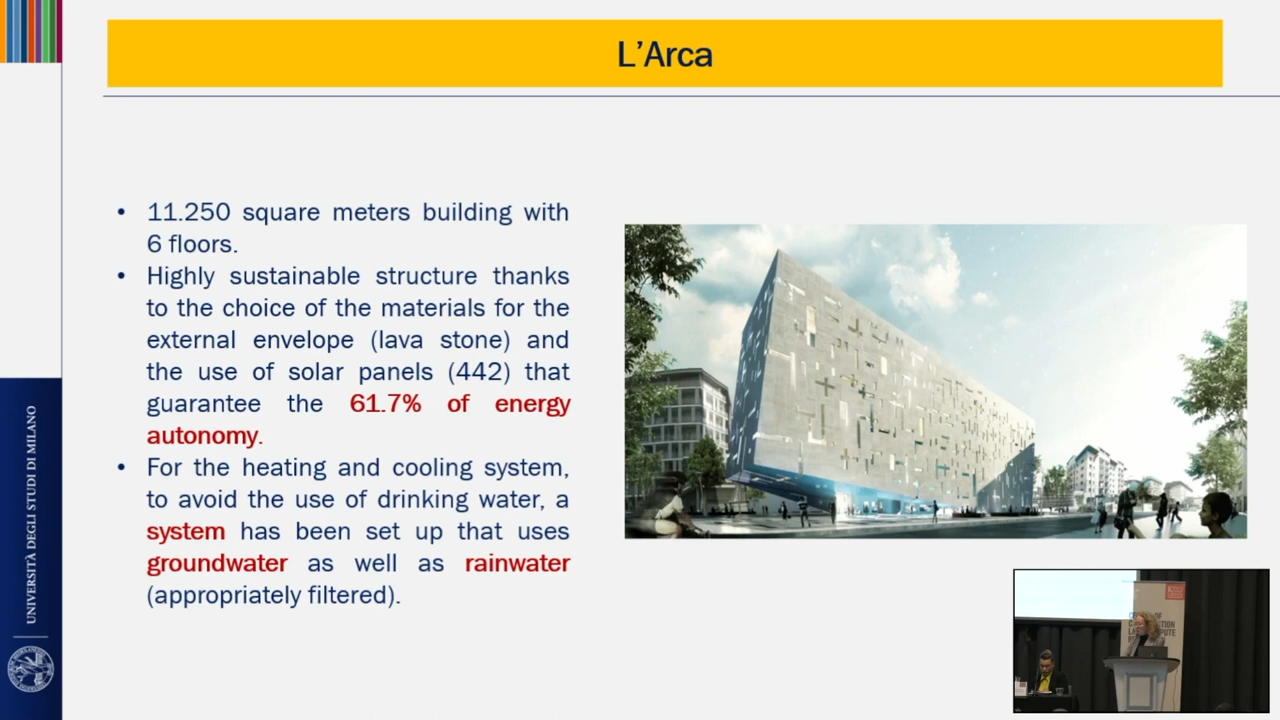 L'Arca
• 11.250 square meters building with
6 floors.
• Highly sustainable structure thanks
to the choice of the materials for the
external envelope (lava stone) and
the use of solar panels (442) that
guarantee the 61.7% of energy
autonomy.
• For the heating and cooling system,
to avoid the use of drinking water, a
system has been set up that uses
groundwater as well as rainwater
(appropriately filtered).
UNIVERSITÀ DEGLI STUDI DI MILANO